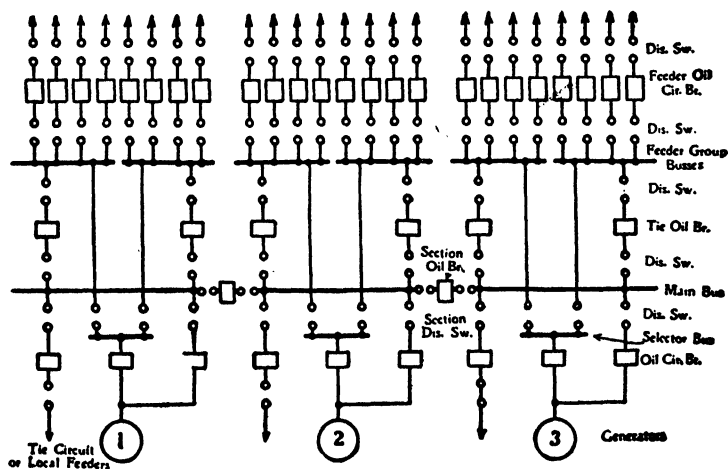 Dis. Sw.
Feeder Oil
Cir. Br.
Dis. Sw.
Feeder Group
Busses
Dis. Sw.
Tie Oil Br.
Section
Oil Br.
Dis. Sw.
Main Bus
Section
Dis. Sw.
Dis. Sw.
Selector Bus
Oil Cir. Br.
1
2
3
Generators
Tie Circuit
or Local Feeders